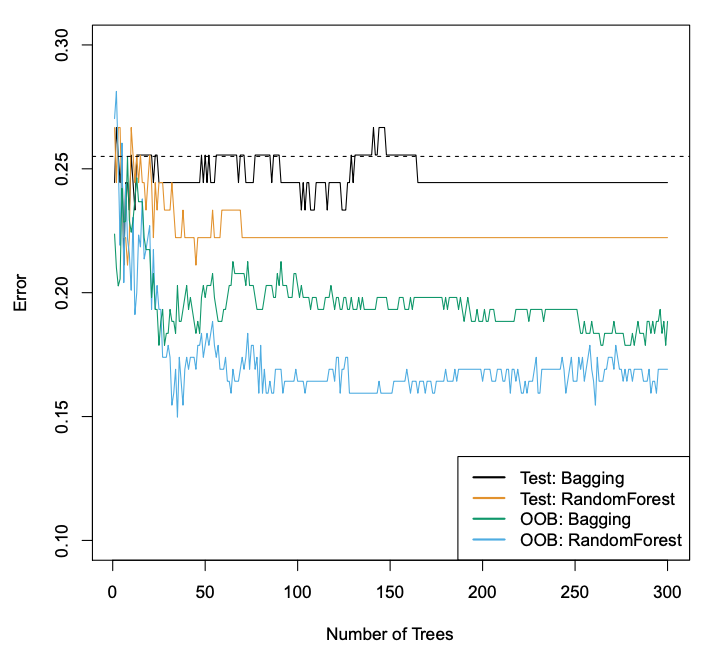 Error
0.30
0.25
0.20
0.15
0.10
Test: Bagging
Test: RandomForest
OOB: Bagging
OOB: RandomForest
0 50 100 150 200 250 300
Number of Trees